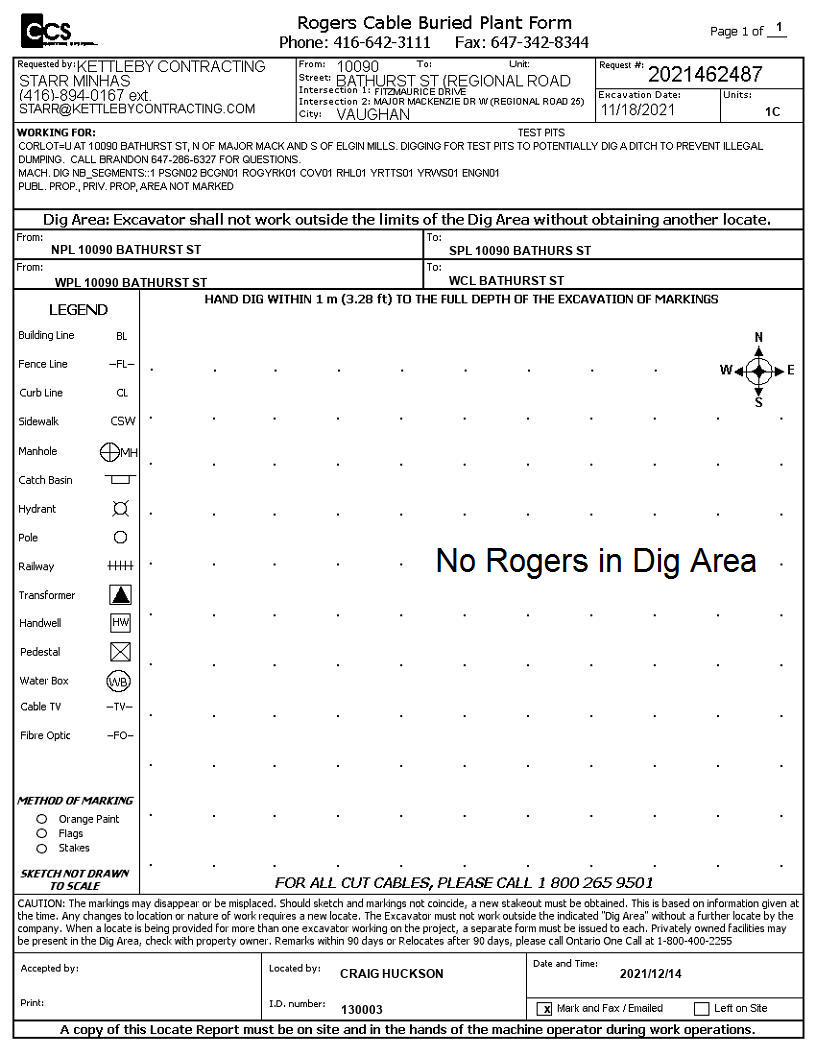 CCS
Rogers Cable Buried Plant Form
Phone: 416-642-3111 Fax: 647-342-8344
Page 1 of 1
Requested by: KETTLEBY CONTRACTING
STARR MINHAS
(416)-894-0167 ext.
STARR@KETTLEBYCONTRACTING.COM
From: 10090 To: Unit:
Street: BATHURST ST (REGIONAL ROAD
Intersection 1: FITZMAURICE DRIVE
Intersection 2: MAJOR MACKENZIE DR W (REGIONAL ROAD 25)
City: VAUGHAN
Request #: 2021462487
Excavation Date: Units:
11/18/2021 1C
WORKING FOR: TEST PITS
CORLOT=U AT 10090 BATHURST ST, N OF MAJOR MACK AND S OF ELGIN MILLS. DIGGING FOR TEST PITS TO POTENTIALLY DIG A DITCH TO PREVENT ILLEGAL
DUMPING. CALL BRANDON 647-286-6327 FOR QUESTIONS.
MACH. DIG NB_SEGMENTS::1 PSGN02 BCGN01 ROGYRK01 COV01 RHL01 YRTTS01 YRWS01 ENGN01
PUBL. PROP., PRIV. PROP, AREA NOT MARKED
Dig Area: Excavator shall not work outside the limits of the Dig Area without obtaining another locate.
From: NPL 10090 BATHURST ST
To: SPL 10090 BATHURS ST
From: WPL 10090 BATHURST ST
To: WCL BATHURST ST
HAND DIG WITHIN 1 m (3.28 ft) TO THE FULL DEPTH OF THE EXCAVATION OF MARKINGS
LEGEND
Building Line BL
Fence Line –FL–
Curb Line CL
Sidewalk CSW
Manhole MH
Catch Basin
Hydrant
Pole
Railway
Transformer
Handwell HW
Pedestal
Water Box WB
Cable TV –TV–
Fibre Optic –FO–
N
W E
S
No Rogers in Dig Area
METHOD OF MARKING
Orange Paint
Flags
Stakes
SKETCH NOT DRAWN
TO SCALE
FOR ALL CUT CABLES, PLEASE CALL 1 800 265 9501
CAUTION: The markings may disappear or be misplaced. Should sketch and markings not coincide, a new stakeout must be obtained. This is based on information given at
the time. Any changes to location or nature of work requires a new locate. The Excavator must not work outside the indicated "Dig Area" without a further locate by the
company. When a locate is being provided for more than one excavator working on the project, a separate form must be issued to each. Privately owned facilities may
be present in the Dig Area, check with property owner. Remarks within 90 days or Relocates after 90 days, please call Ontario One Call at 1-800-400-2255
Accepted by:
Print:
Located by: CRAIG HUCKSON
I.D. number: 130003
Date and Time:
2021/12/14
X Mark and Fax / Emailed Left on Site
A copy of this Locate Report must be on site and in the hands of the machine operator during work operations.